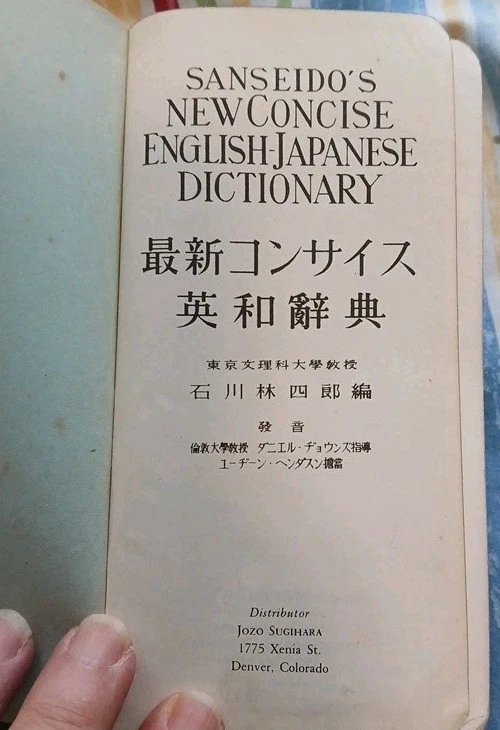 SANSEIDO'S
NEW CONCISE
ENGLISH-JAPANESE
DICTIONARY
最新コンサイス
英和辭典
東京文理科大學教授
石川林四郎編
發音
倫敦大學教授 ダニエル・ヂョウンズ指導
ユーヂーン・ヘンダスン擔當
Distributor
JOZO SUGIHARA
1775 Xenia St.
Denver, Colorado